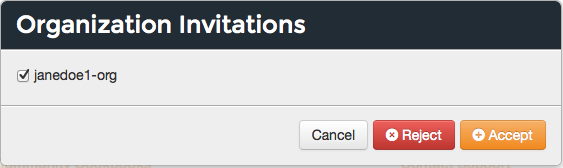 Organization Invitations
janedoe1-org
Cancel Reject Accept